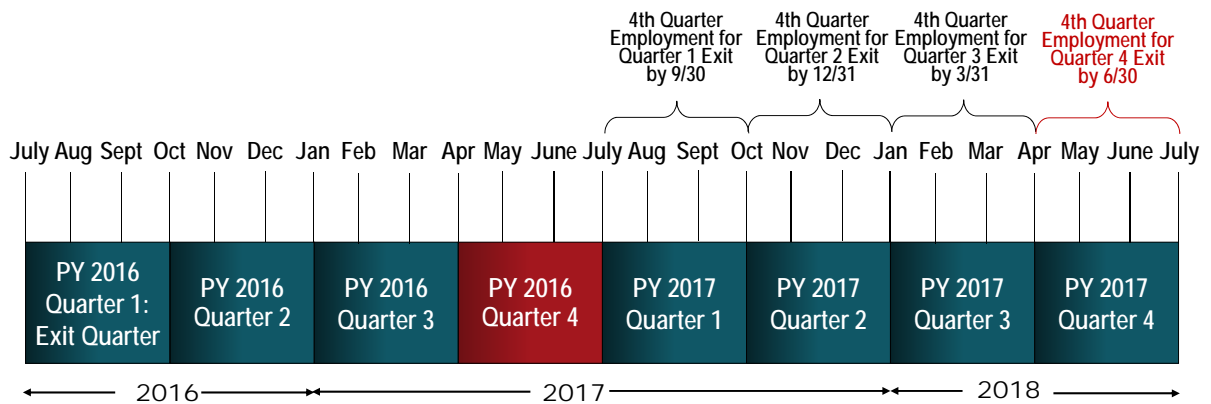 4th Quarter
Employment for
Quarter 1 Exit
by 9/30
4th Quarter
Employment for
Quarter 2 Exit
by 12/31
4th Quarter
Employment for
Quarter 3 Exit
by 3/31
4th Quarter
Employment for
Quarter 4 Exit
by 6/30
July Aug Sept Oct Nov Dec Jan Feb Mar Apr May June July Aug Sept Oct Nov Dec Jan Feb Mar Apr May June July
PY 2016
Quarter 1:
Exit Quarter
PY 2016
Quarter 2
PY 2016
Quarter 3
PY 2016
Quarter 4
PY 2017
Quarter 1
PY 2017
Quarter 2
PY 2017
Quarter 3
PY 2017
Quarter 4
2016 2017 2018